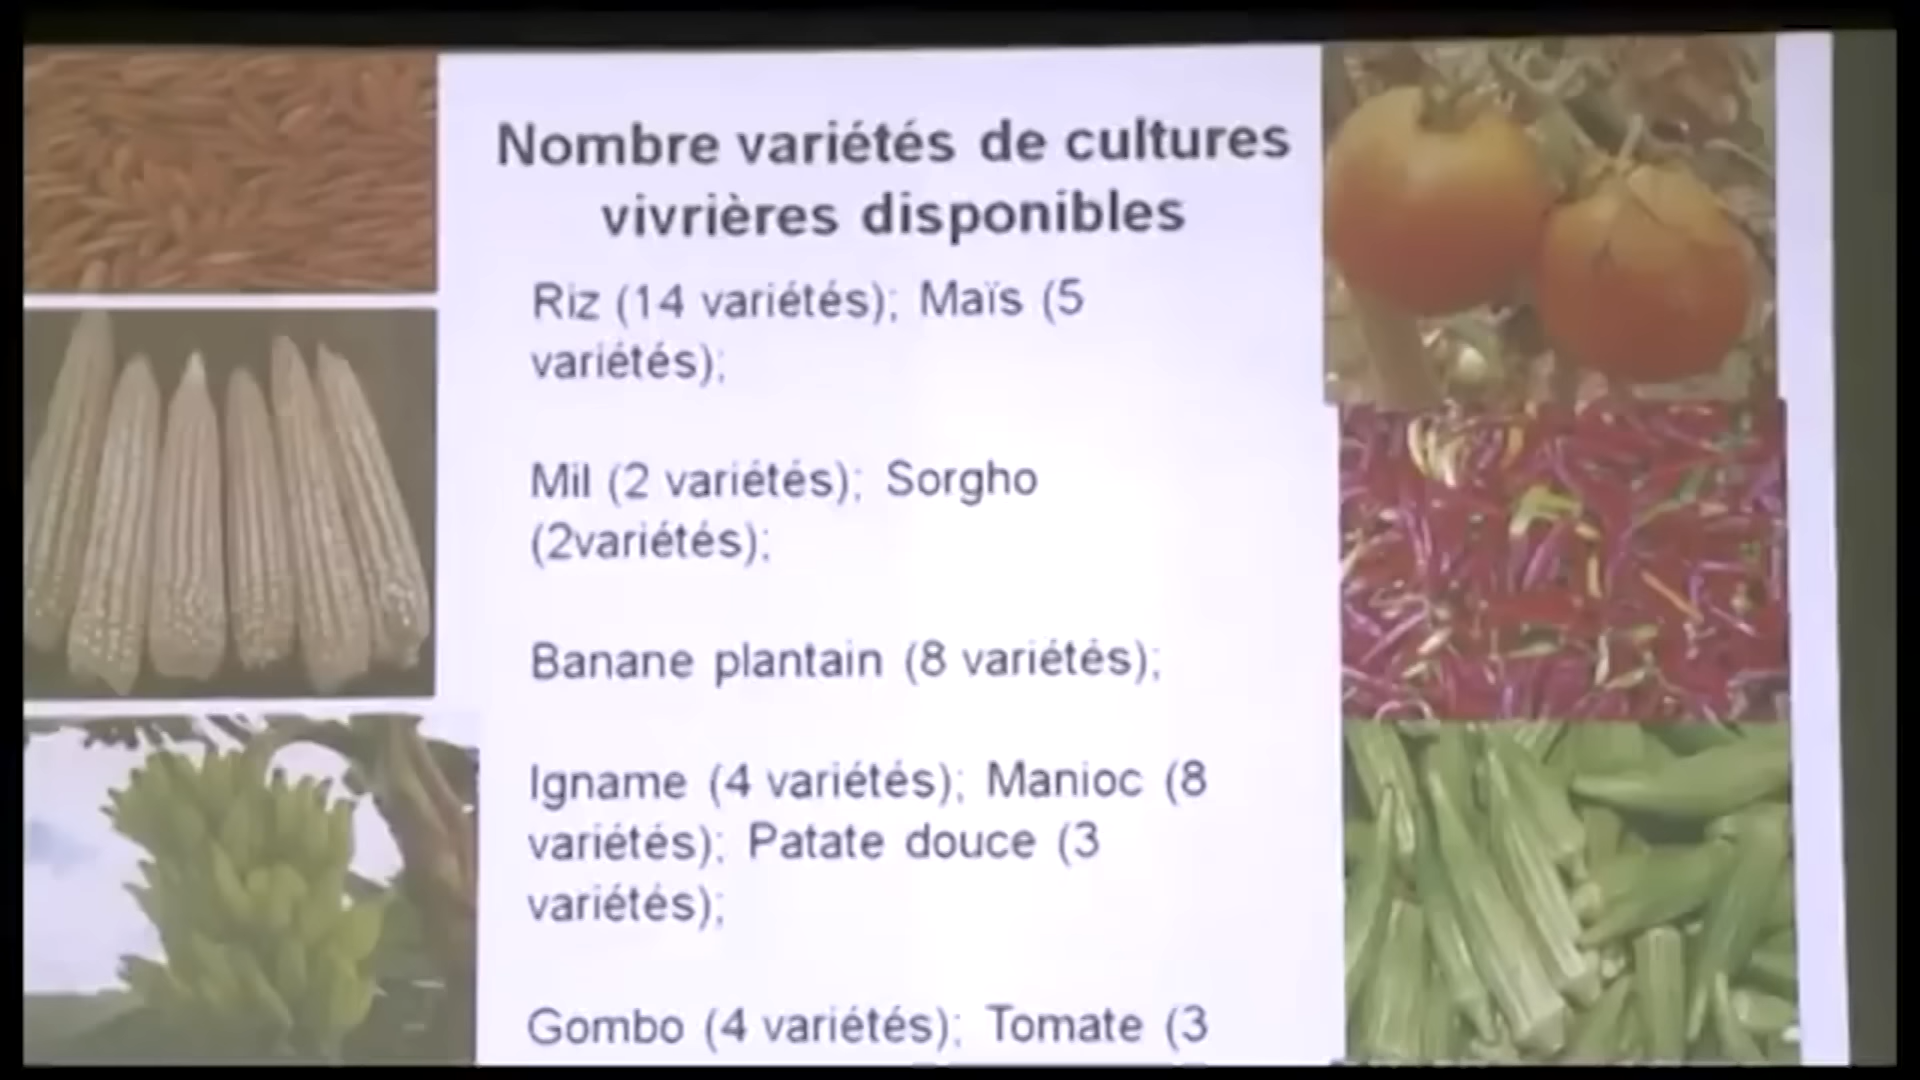 Nombre variétés de cultures
vivrières disponibles
Riz (14 variétés); Maïs (5
variétés);
Mil (2 variétés); Sorgho
(2variétés);
Banane plantain (8 variétés);
Igname (4 variétés); Manioc (8
variétés); Patate douce (3
variétés);
Gombo (4 variétés); Tomate (3